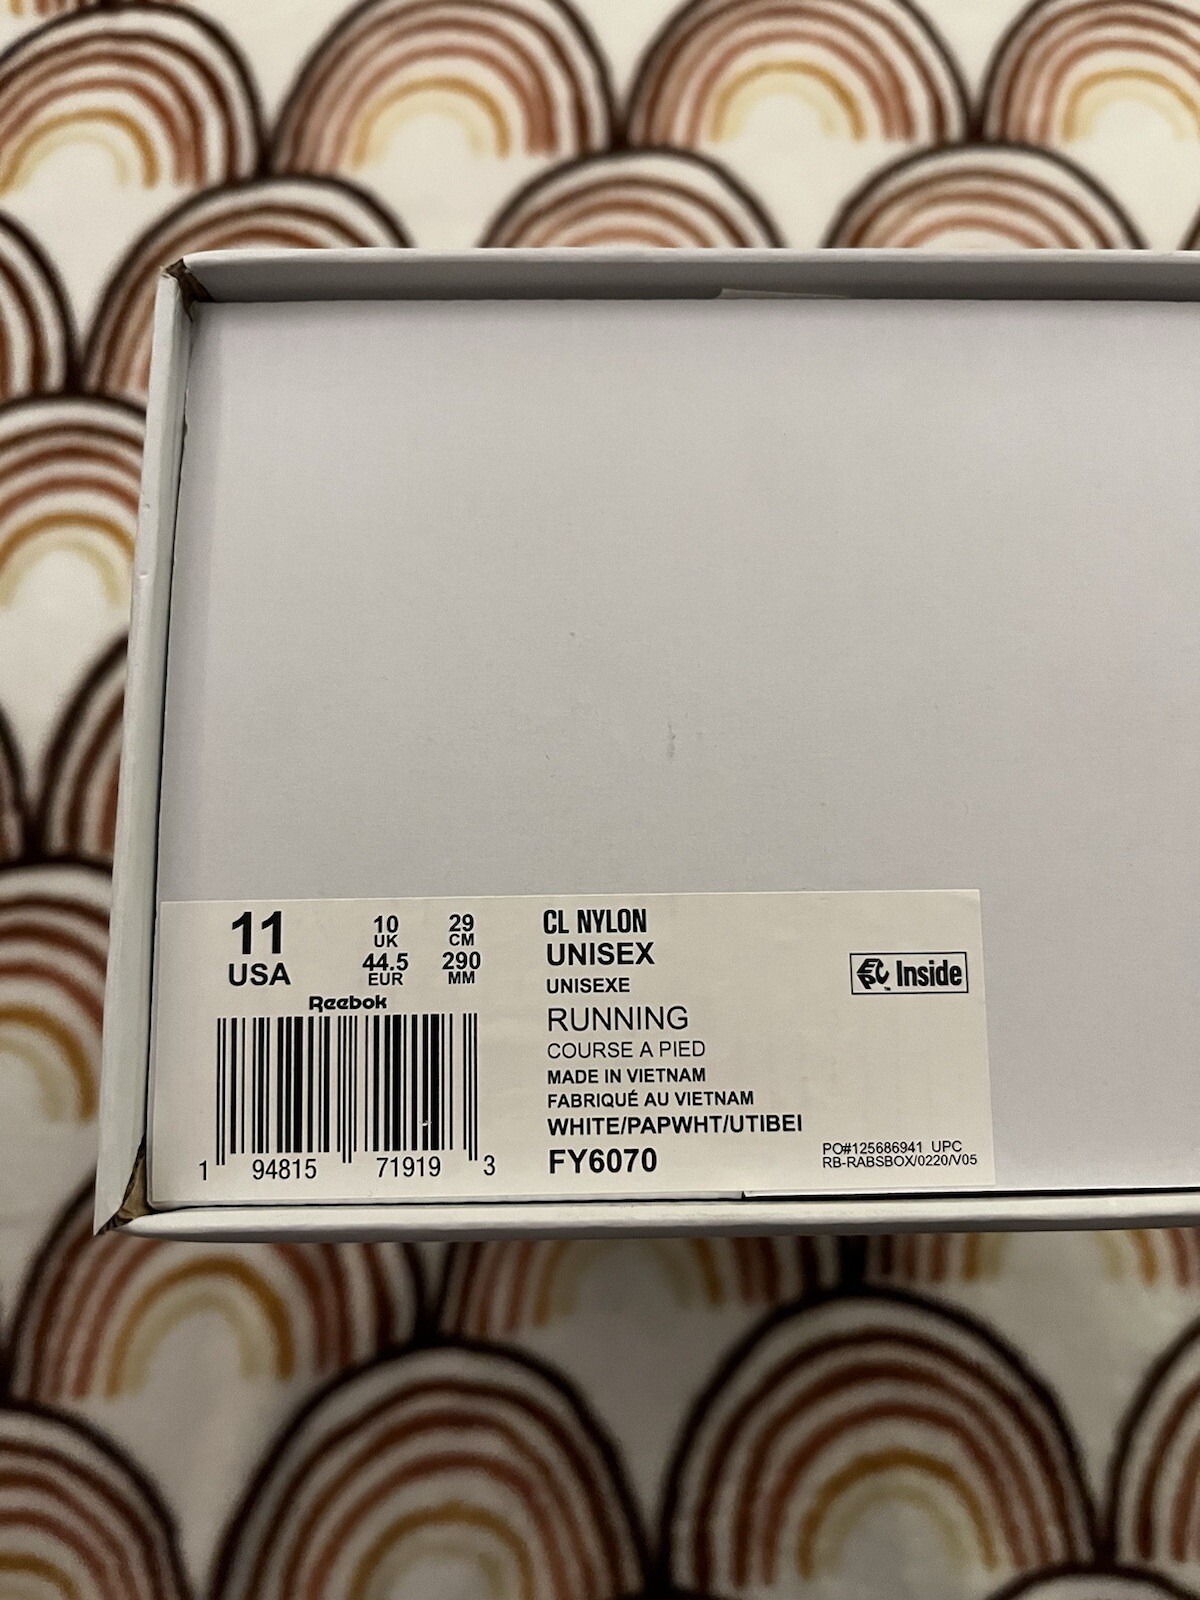 11
USA
10
UK
44.5
EUR
29
CM
290
MM
Reebok
1 94815 71919 3
CL NYLON
UNISEX
UNISEXE
RUNNING
COURSE A PIED
MADE IN VIETNAM
FABRIQUÉ AU VIETNAM
WHITE/PAPWHT/UTIBEI
FY6070
EPC Inside
PO#125686941 UPC
RB-RABSBOX/0220/V05